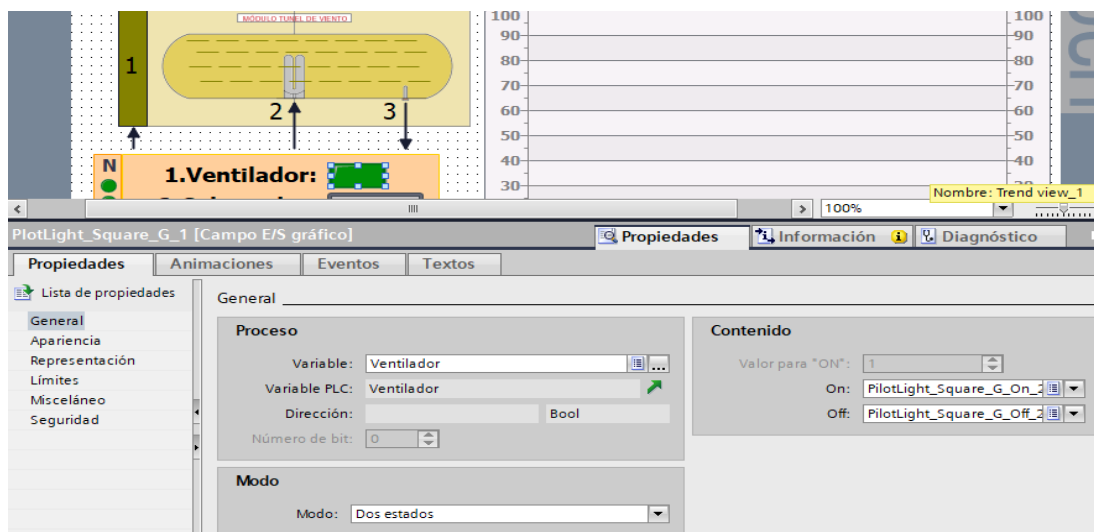 MÓDULO TUNEL DE VIENTO
1
2
3
N
1.Ventilador:
100
90
80
70
60
50
40
30
100
90
80
70
60
50
40
Nombre: Trend view_1
100%
PlotLight_Square_G_1 [Campo E/S gráfico]
Propiedades
Información
Diagnóstico
Propiedades
Animaciones
Eventos
Textos
Lista de propiedades
General
Apariencia
Representación
Límites
Misceláneo
Seguridad
General
Proceso
Variable: Ventilador
...
Variable PLC: Ventilador
Dirección: Bool
Número de bit: 0
Modo
Modo: Dos estados
Contenido
Valor para "ON": 1
On: PilotLight_Square_G_On_2
Off: PilotLight_Square_G_Off_2